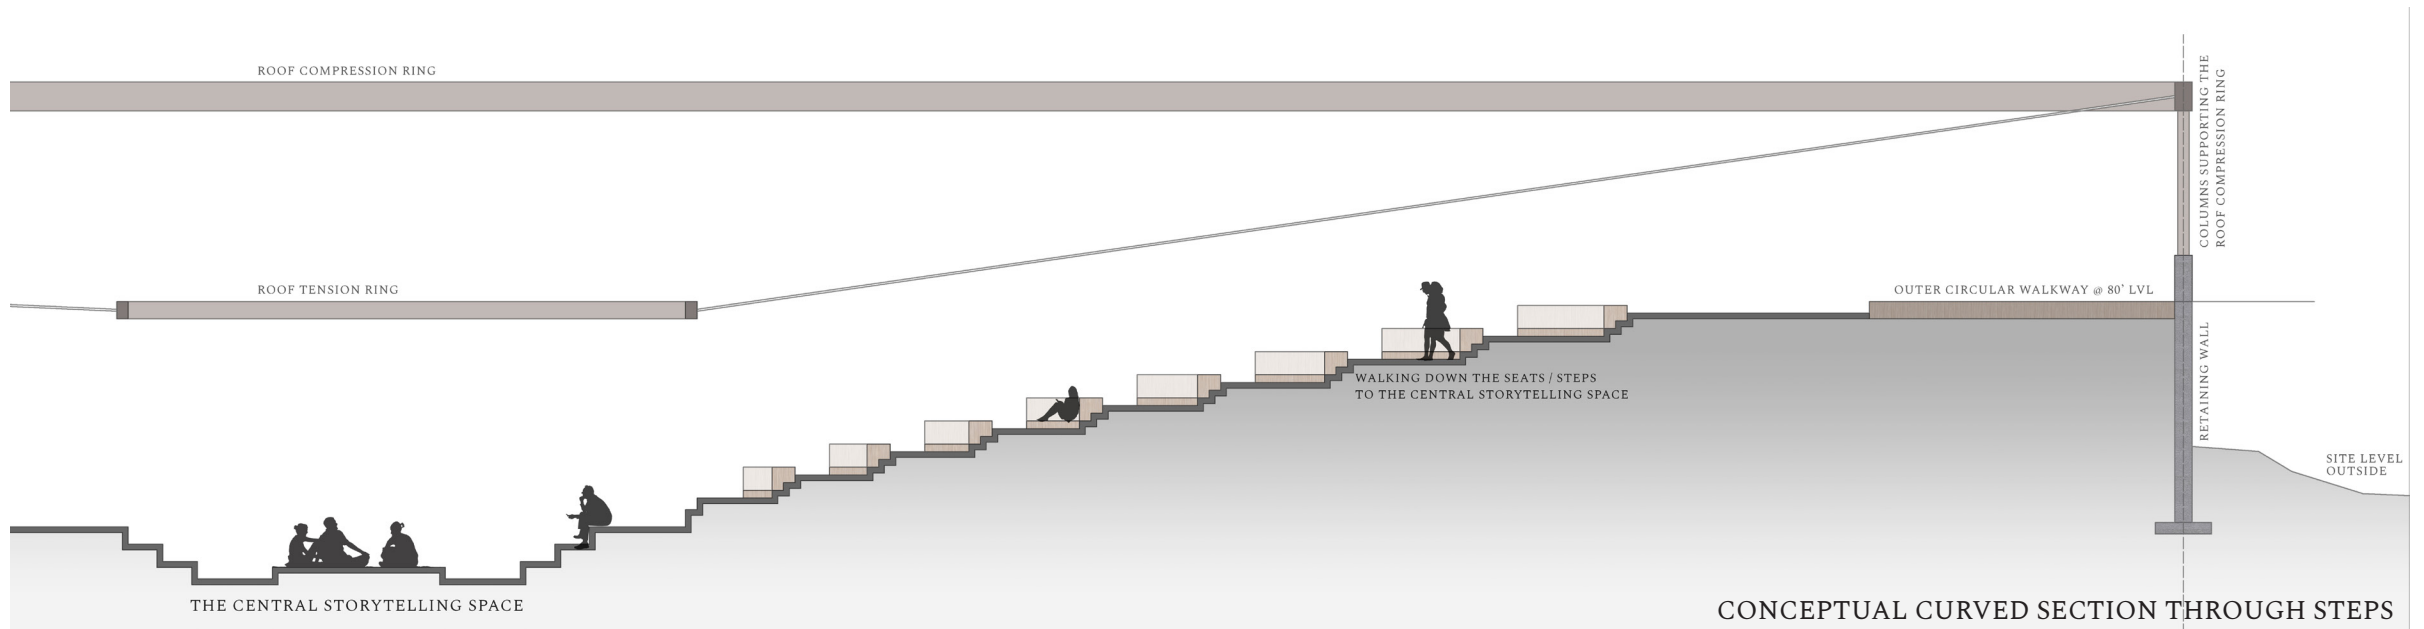 ROOF COMPRESSION RING
COLUMNS SUPPORTING THE
ROOF COMPRESSION RING
ROOF TENSION RING
OUTER CIRCULAR WALKWAY @ 80' LVL
RETAINING WALL
WALKING DOWN THE SEATS / STEPS
TO THE CENTRAL STORYTELLING SPACE
SITE LEVEL
OUTSIDE
THE CENTRAL STORYTELLING SPACE
CONCEPTUAL CURVED SECTION THROUGH STEPS